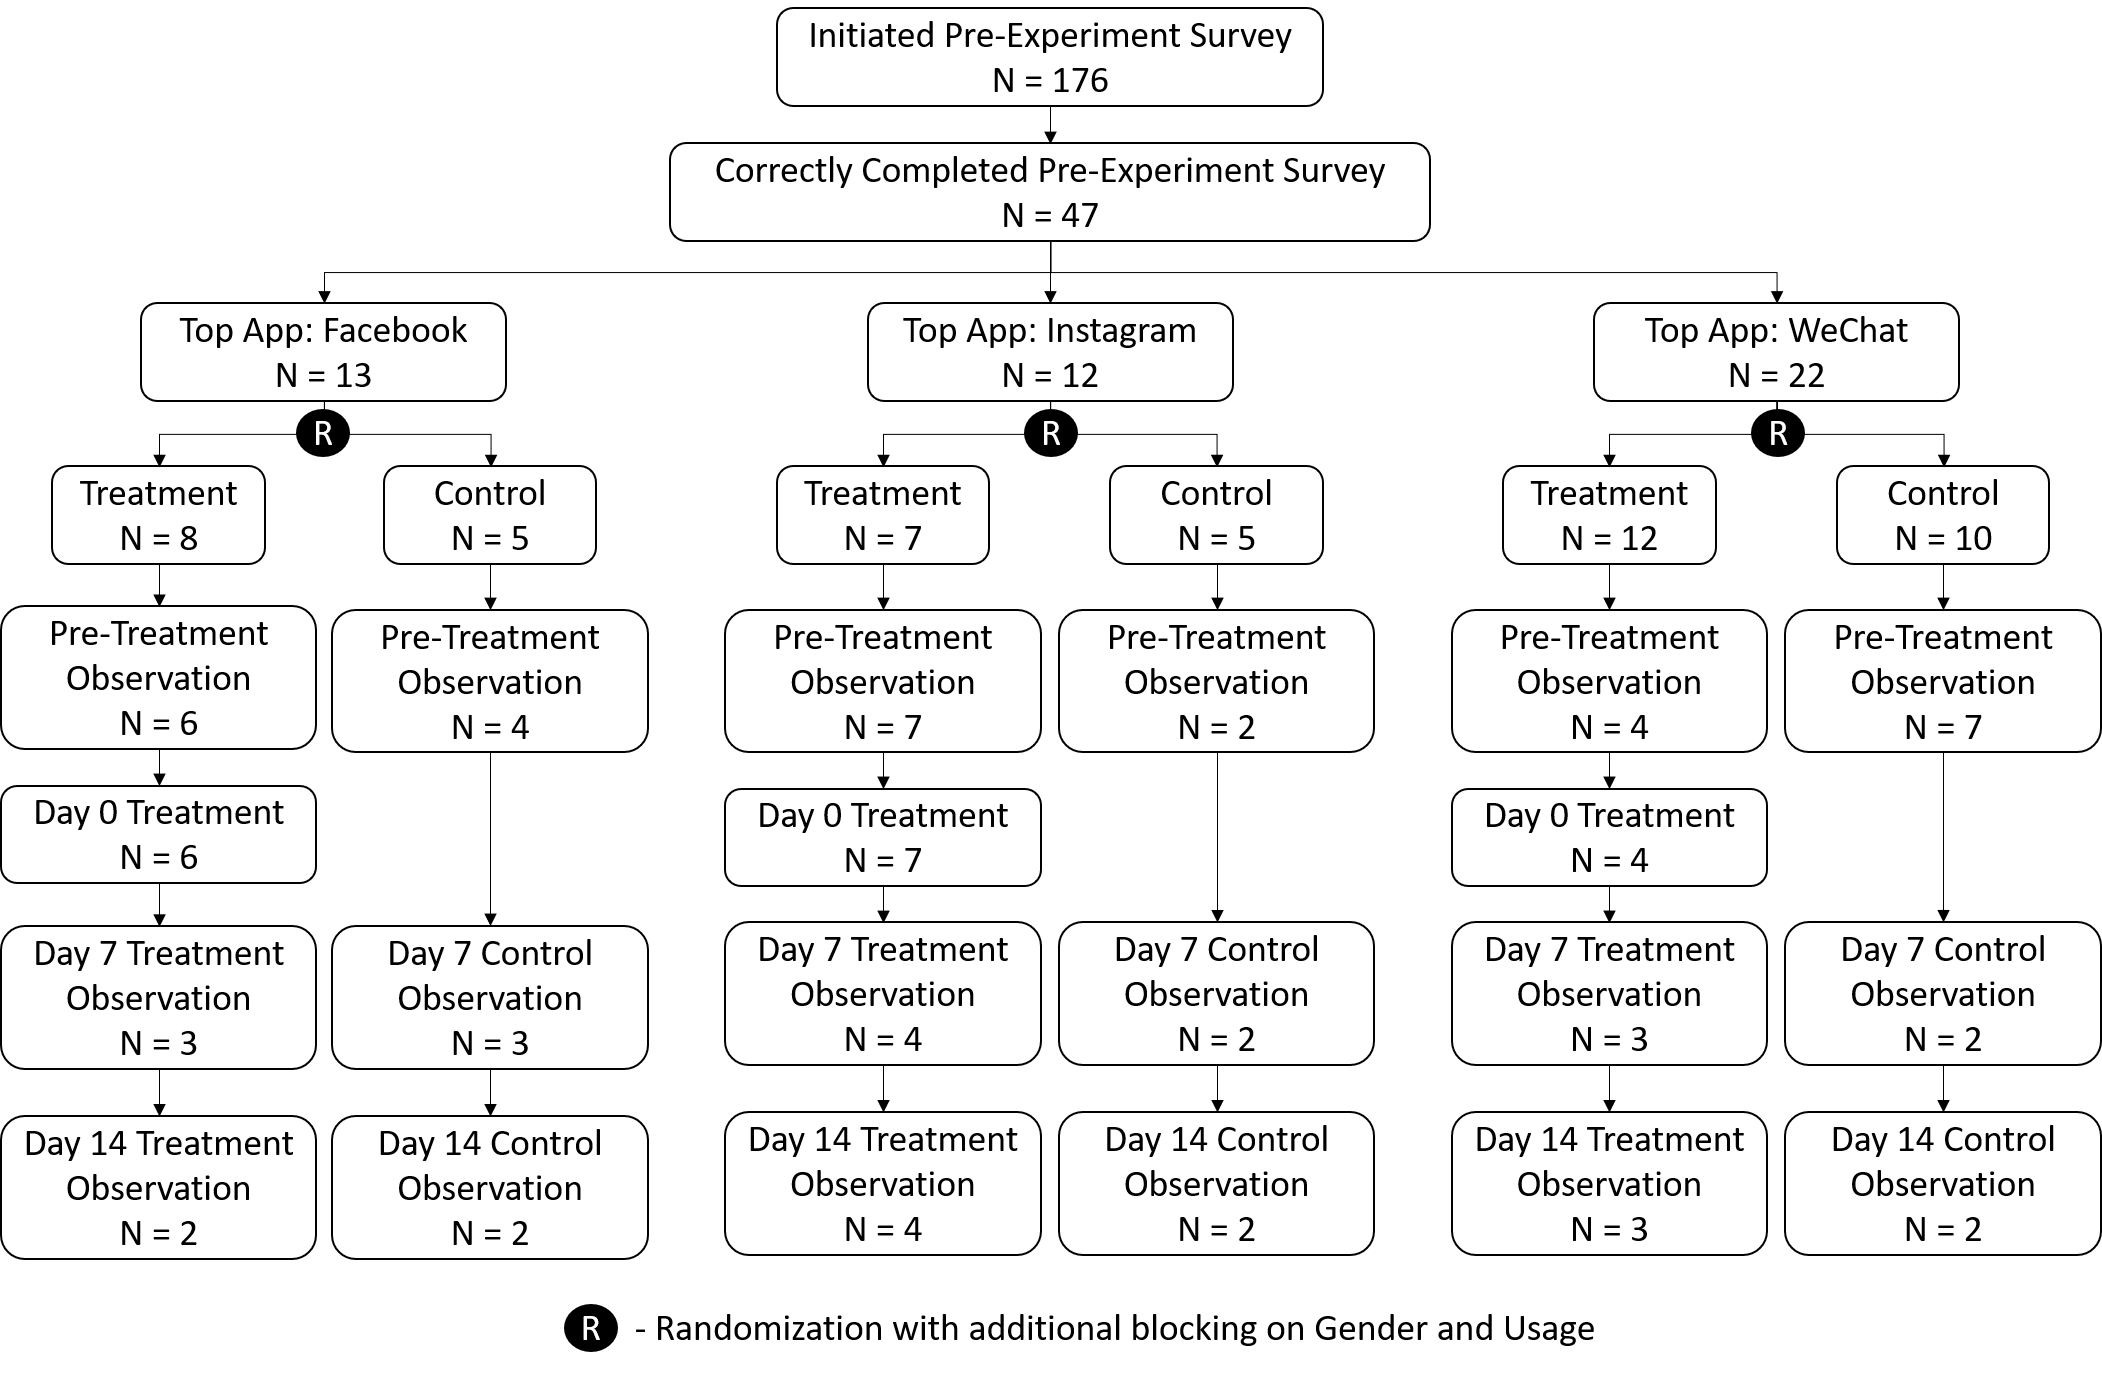 Initiated Pre-Experiment Survey
N = 176
Correctly Completed Pre-Experiment Survey
N = 47
Top App: Facebook
N = 13
Top App: Instagram
N = 12
Top App: WeChat
N = 22
R
R
R
Treatment
N = 8
Control
N = 5
Treatment
N = 7
Control
N = 5
Treatment
N = 12
Control
N = 10
Pre-Treatment
Observation
N = 6
Pre-Treatment
Observation
N = 4
Pre-Treatment
Observation
N = 7
Pre-Treatment
Observation
N = 2
Pre-Treatment
Observation
N = 4
Pre-Treatment
Observation
N = 7
Day 0 Treatment
N = 6
Day 0 Treatment
N = 7
Day 0 Treatment
N = 4
Day 7 Treatment
Observation
N = 3
Day 7 Control
Observation
N = 3
Day 7 Treatment
Observation
N = 4
Day 7 Control
Observation
N = 2
Day 7 Treatment
Observation
N = 3
Day 7 Control
Observation
N = 2
Day 14 Treatment
Observation
N = 2
Day 14 Control
Observation
N = 2
Day 14 Treatment
Observation
N = 4
Day 14 Control
Observation
N = 2
Day 14 Treatment
Observation
N = 3
Day 14 Control
Observation
N = 2
R - Randomization with additional blocking on Gender and Usage